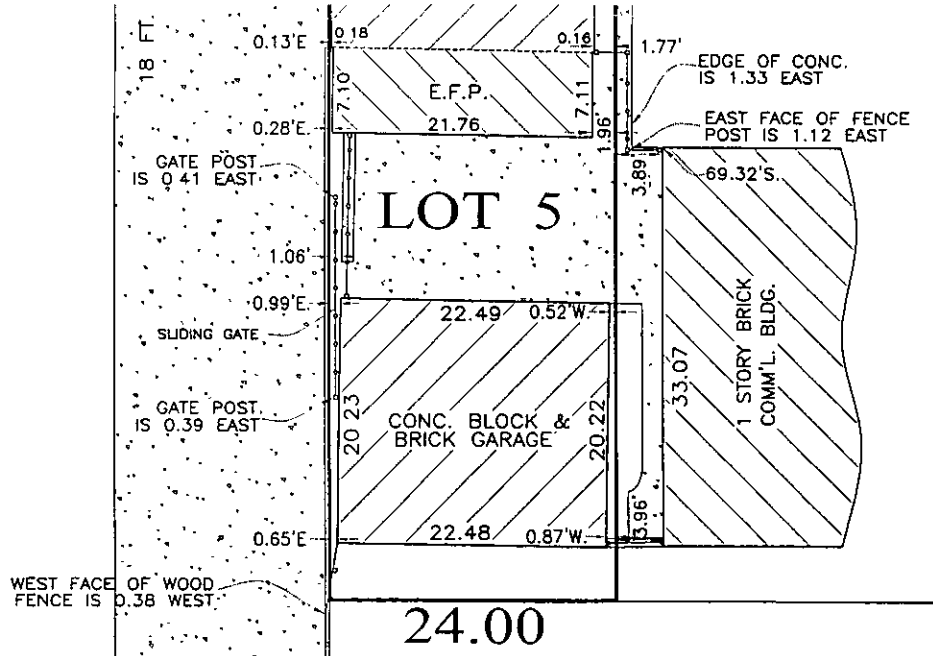 18 FT.
0.13'E
0.18
0.16
1.77'
EDGE OF CONC.
IS 1.33 EAST
7.10
E.F.P.
7.11
21.76
0.28'E
1.96'
EAST FACE OF FENCE
POST IS 1.12 EAST
GATE POST
IS 0.41 EAST
3.89
69.32'S.
LOT 5
1.06'
0.99'E.
22.49
0.52'W.
SLIDING GATE
1 STORY BRICK
COMM'L. BLDG.
33.07
GATE POST
IS 0.39 EAST
20.23
CONC. BLOCK &
BRICK GARAGE
20.22
0.65'E
22.48
0.87'W.
3.96'
WEST FACE OF WOOD
FENCE IS 0.38 WEST
24.00